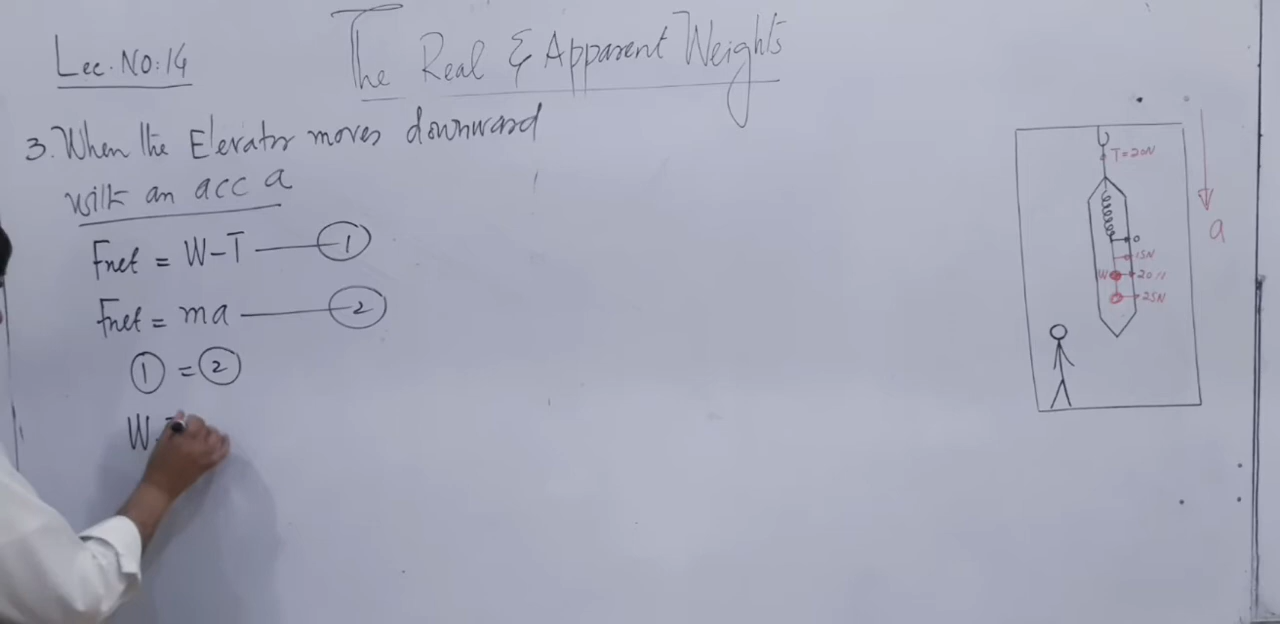 Lec. NO: 14
The Real & Apparent Weights
3. When the Elevator moves downward
with an acc a
Fnet = W-T 1
Fnet = ma 2
1 = 2
W-T
T=20N
a
0
15N
W 20N
25N